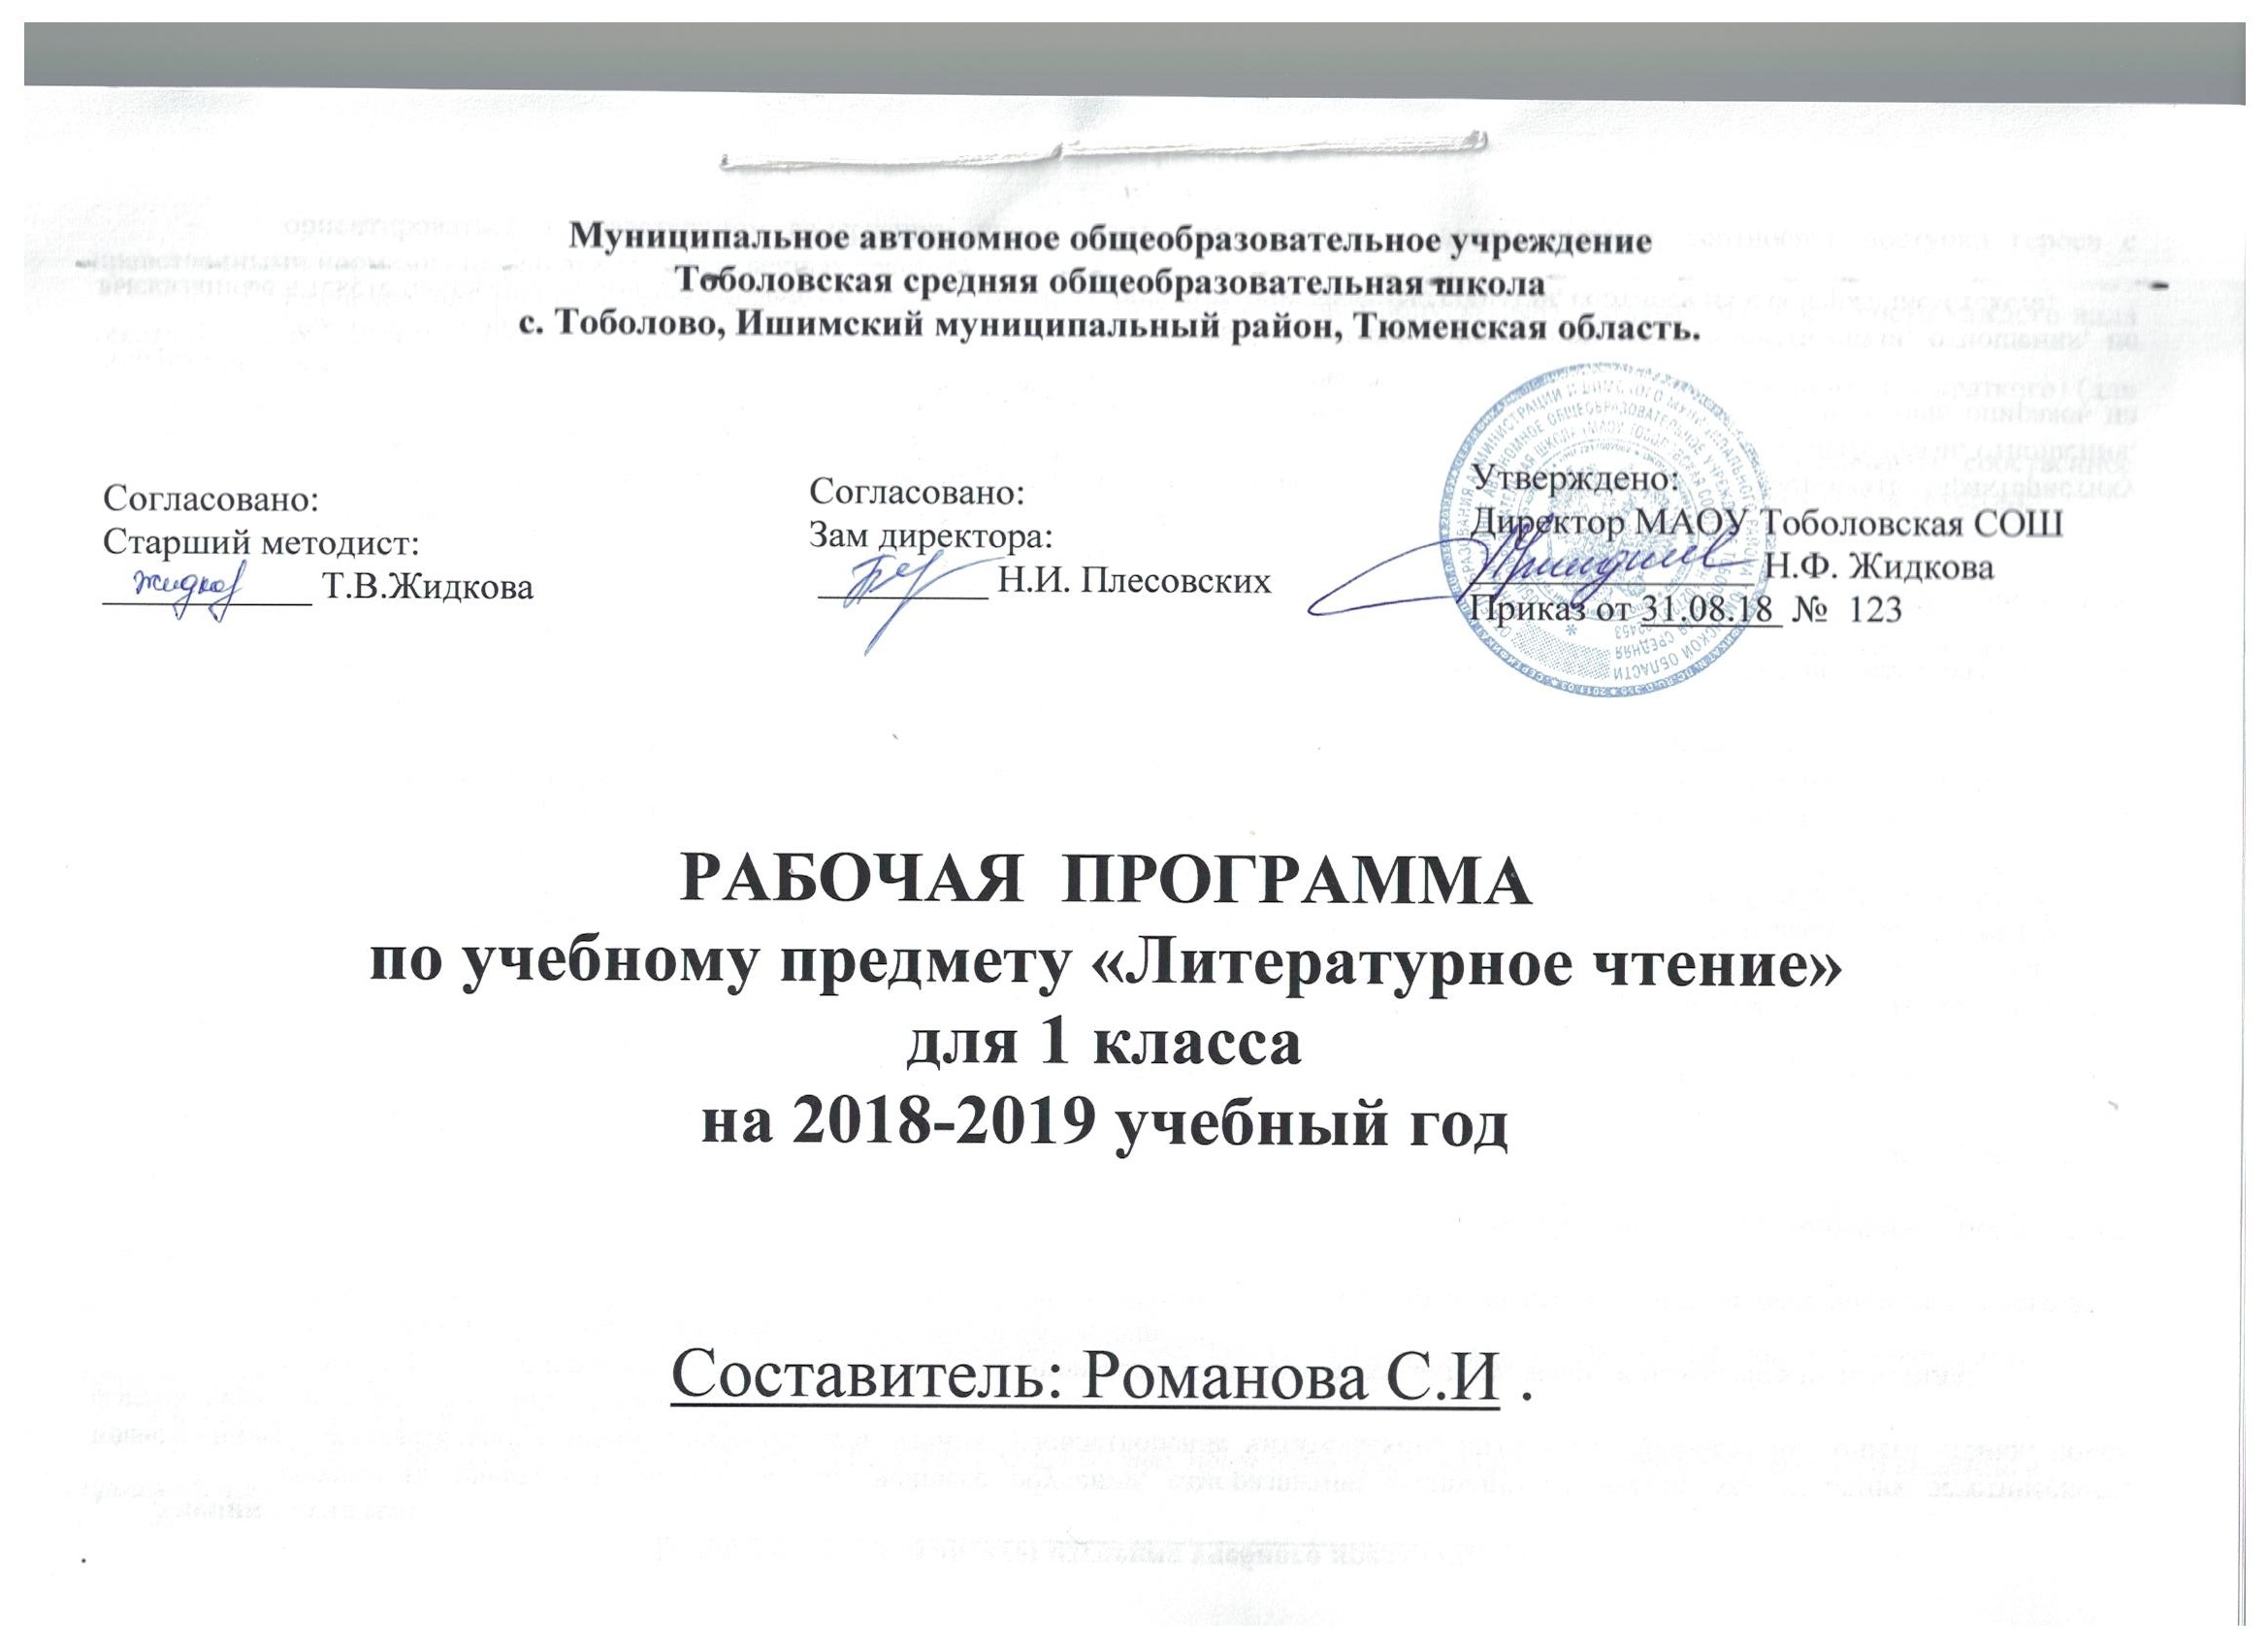 Муниципальное автономное общеобразовательное учреждение
Тоболовская средняя общеобразовательная школа
с. Тоболово, Ишимский муниципальный район, Тюменская область.
Согласовано:
Старший методист:
Т.В.Жидкова
Согласовано:
Зам директора:
Н.И. Плесовских
Утверждено:
Директор МАОУ Тоболовская СОШ
Н.Ф. Жидкова
Приказ от 31.08.18 № 123
РАБОЧАЯ ПРОГРАММА
по учебному предмету «Литературное чтение»
для 1 класса
на 2018-2019 учебный год
Составитель: Романова С.И .